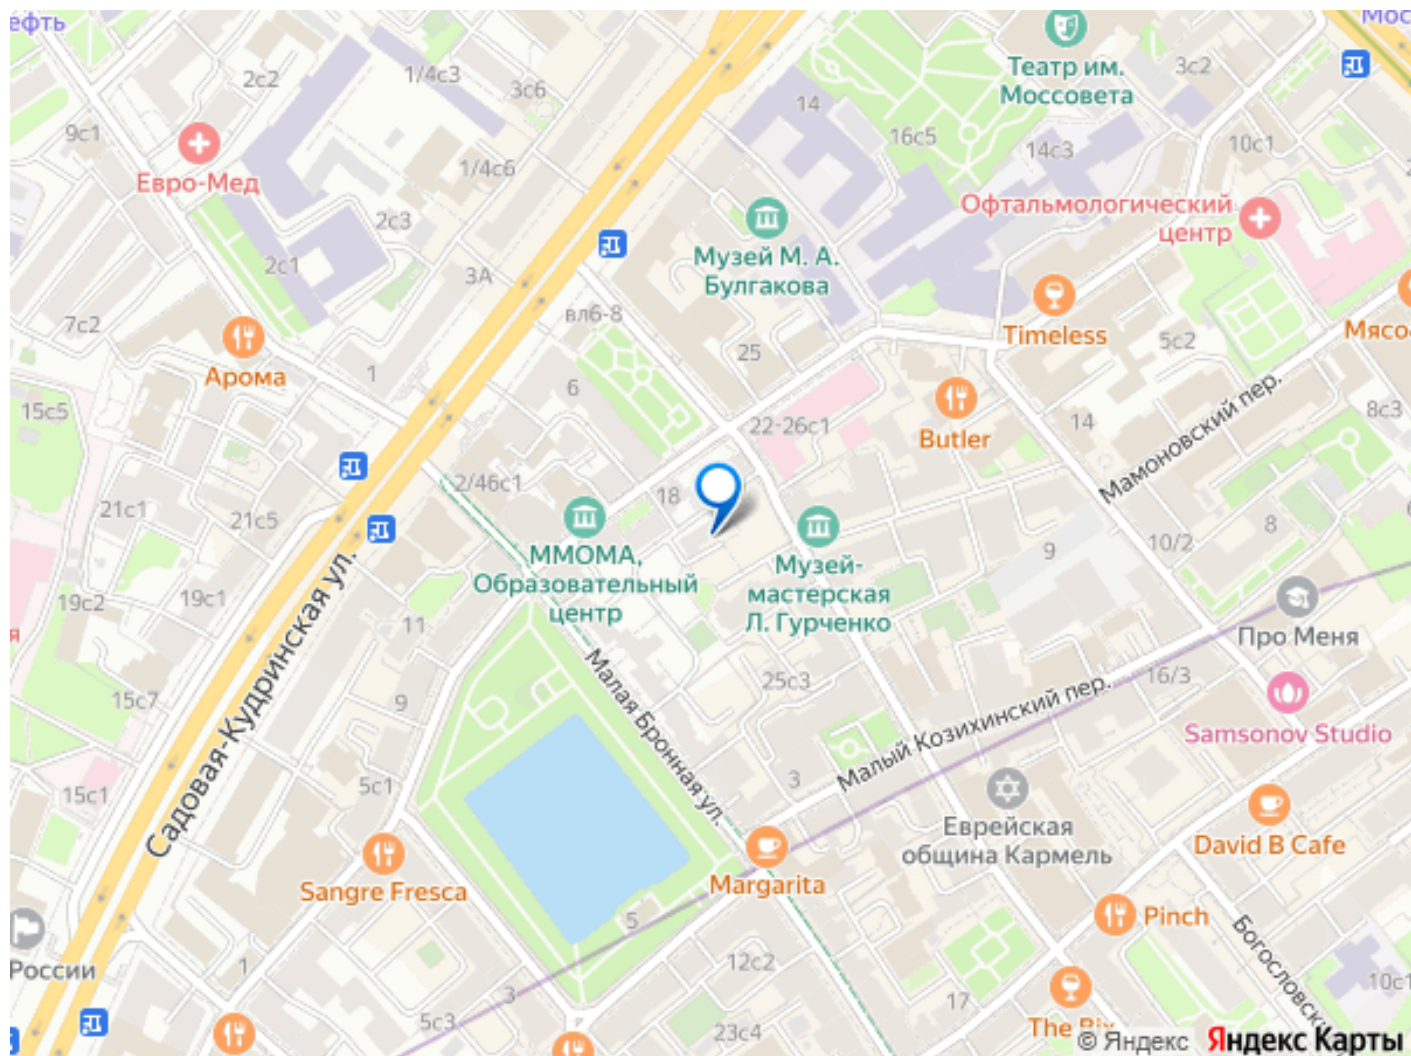 ефть
2с2
1/4с3
3с6
14
Театр им.
Моссовета
3с2
Мос
9с1
Евро-Мед
1/4с6
16с5
14с3
10с1
2с3
Офтальмологический
центр
2с1
3А
Музей М. А.
Булгакова
7с2
вл6-8
Timeless
5с2
Мясо
Арома
1
25
6
15с5
22-26с1
Butler
14
8с3
Мамоновский пер.
2/46с1
18
21с1
21с5
ММОМА,
Образовательный
центр
Музей-
мастерская
Л. Гурченко
9
10/2
8
19с2
19с1
11
я
Про Меня
Садовая-Кудринская ул.
15с7
9
Малая Бронная ул.
25с3
Малый Козихинский пер.
16/3
Samsonov Studio
15с1
5с1
3
Еврейская
община Кармель
David B Cafe
Sangre Fresca
Margarita
Pinch
5
России
1
12с2
Богословски
3
17
10с1
5с3
23с4
The Bix
© Яндекс
Яндекс Карты